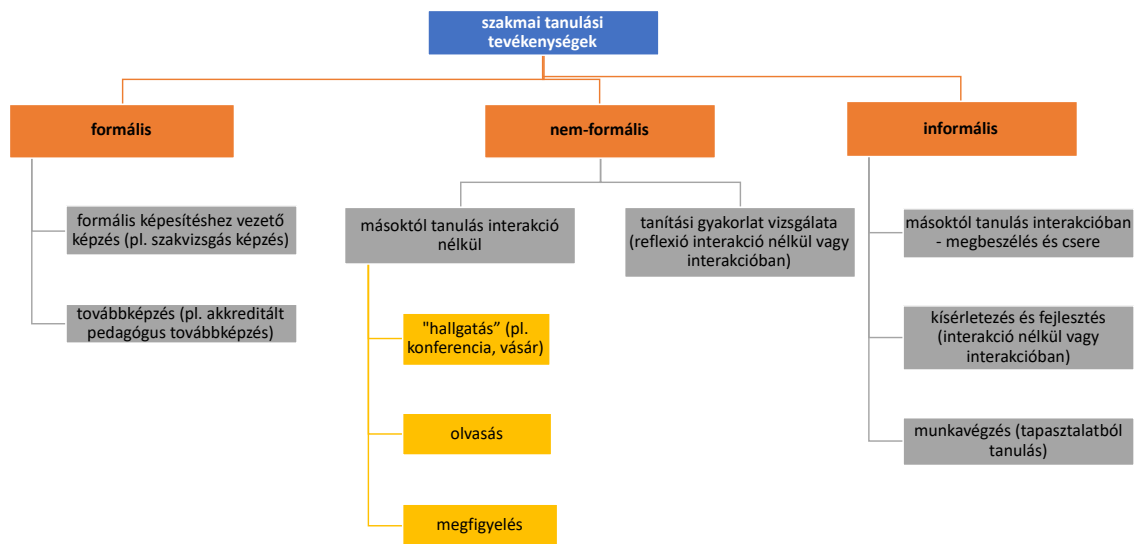 szakmai tanulási
tevékenységek
formális
nem-formális
informális
formális képesítéshez vezető
képzés (pl. szakvizsgás képzés)
továbbképzés (pl. akkreditált
pedagógus továbbképzés)
másoktól tanulás interakció
nélkül
tanítási gyakorlat vizsgálata
(reflexió interakció nélkül vagy
interakcióban)
"hallgatás” (pl.
konferencia, vásár)
olvasás
megfigyelés
másoktól tanulás interakcióban
- megbeszélés és csere
kísérletezés és fejlesztés
(interakció nélkül vagy
interakcióban)
munkavégzés (tapasztalatból
tanulás)